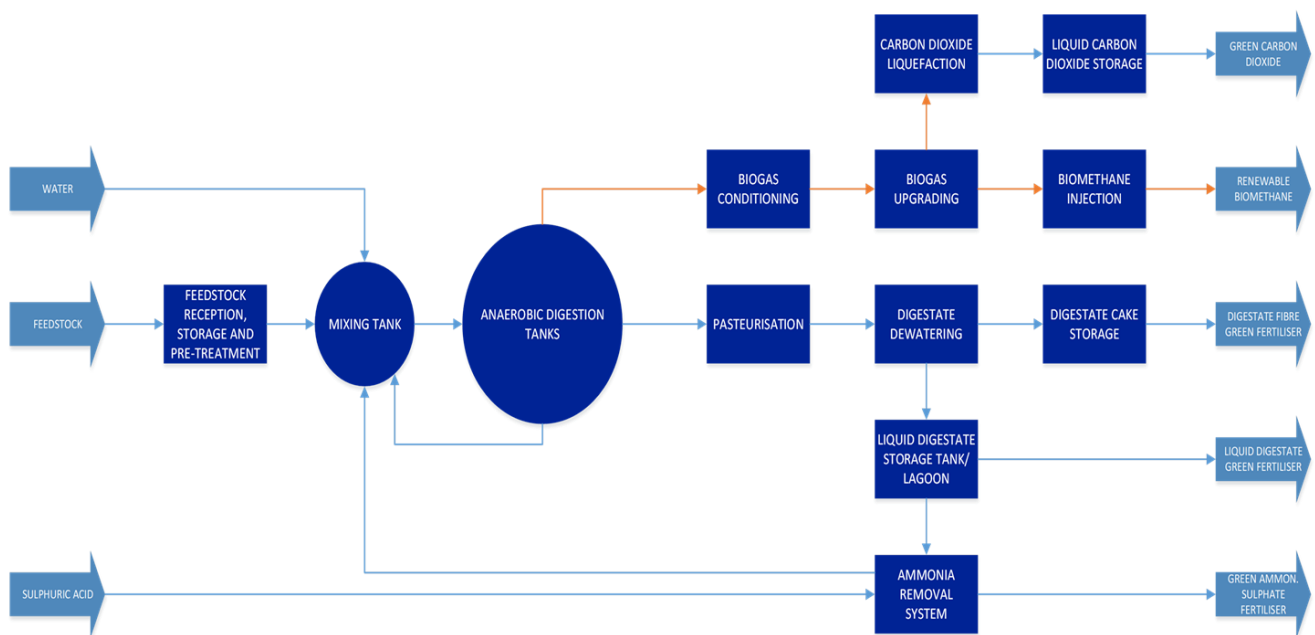 CARBON DIOXIDE
LIQUEFACTION
LIQUID CARBON
DIOXIDE STORAGE
GREEN CARBON
DIOXIDE
WATER
BIOGAS
CONDITIONING
BIOGAS
UPGRADING
BIOMETHANE
INJECTION
RENEWABLE
BIOMETHANE
FEEDSTOCK
FEEDSTOCK
RECEPTION,
STORAGE AND
PRE-TREATMENT
MIXING TANK
ANAEROBIC DIGESTION
TANKS
PASTEURISATION
DIGESTATE
DEWATERING
DIGESTATE CAKE
STORAGE
DIGESTATE FIBRE
GREEN FERTILISER
LIQUID DIGESTATE
STORAGE TANK/
LAGOON
LIQUID DIGESTATE
GREEN FERTILISER
SULPHURIC ACID
AMMONIA
REMOVAL
SYSTEM
GREEN AMMON.
SULPHATE
FERTILISER